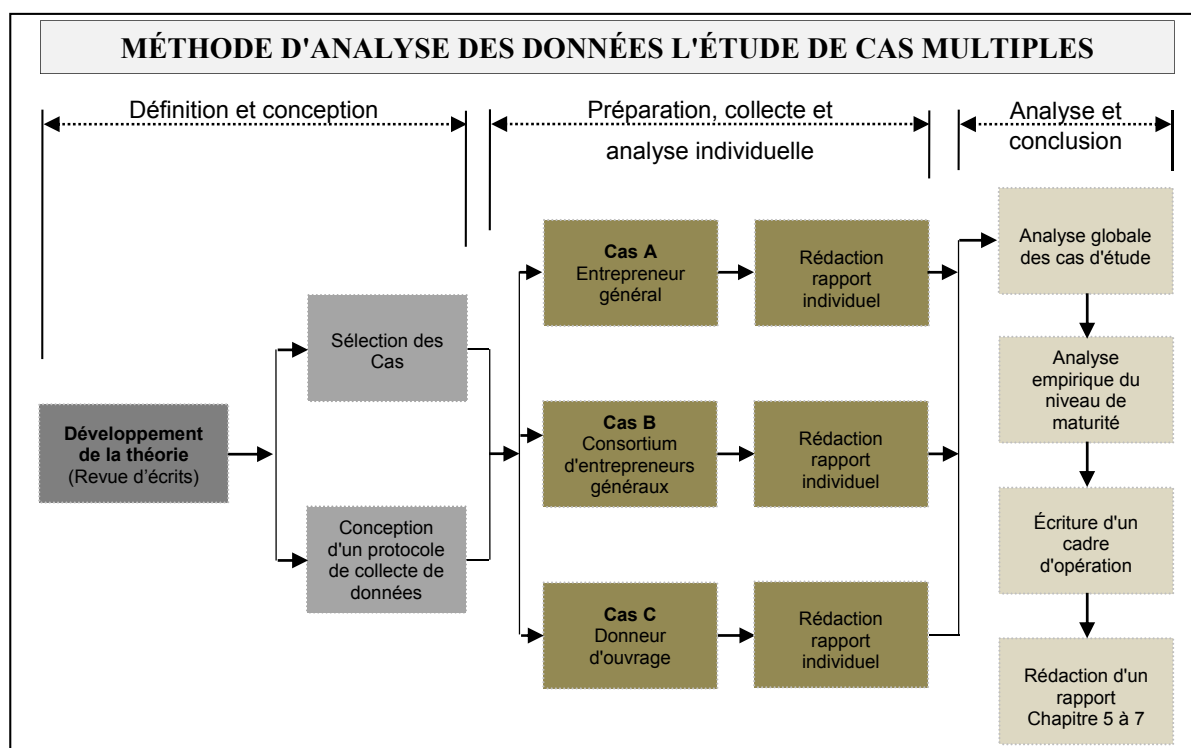 MÉTHODE D'ANALYSE DES DONNÉES L'ÉTUDE DE CAS MULTIPLES
Définition et conception
Préparation, collecte et
analyse individuelle
Analyse et
conclusion
Développement
de la théorie
(Revue d’écrits)
Sélection des
Cas
Conception
d'un protocole
de collecte de
données
Cas A
Entrepreneur
général
Rédaction
rapport
individuel
Cas B
Consortium
d'entrepreneurs
généraux
Rédaction
rapport
individuel
Cas C
Donneur
d'ouvrage
Rédaction
rapport
individuel
Analyse globale
des cas d'étude
Analyse
empirique du
niveau de
maturité
Écriture d'un
cadre
d'opération
Rédaction d'un
rapport
Chapitre 5 à 7